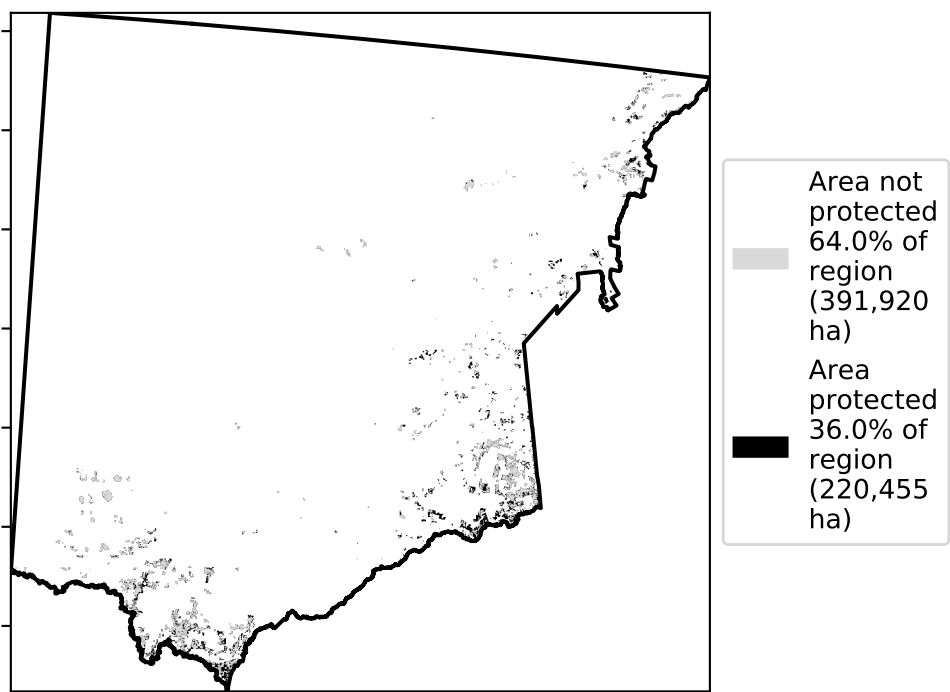 Area not
protected
64.0% of
region
(391,920
ha)
Area
protected
36.0% of
region
(220,455
ha)